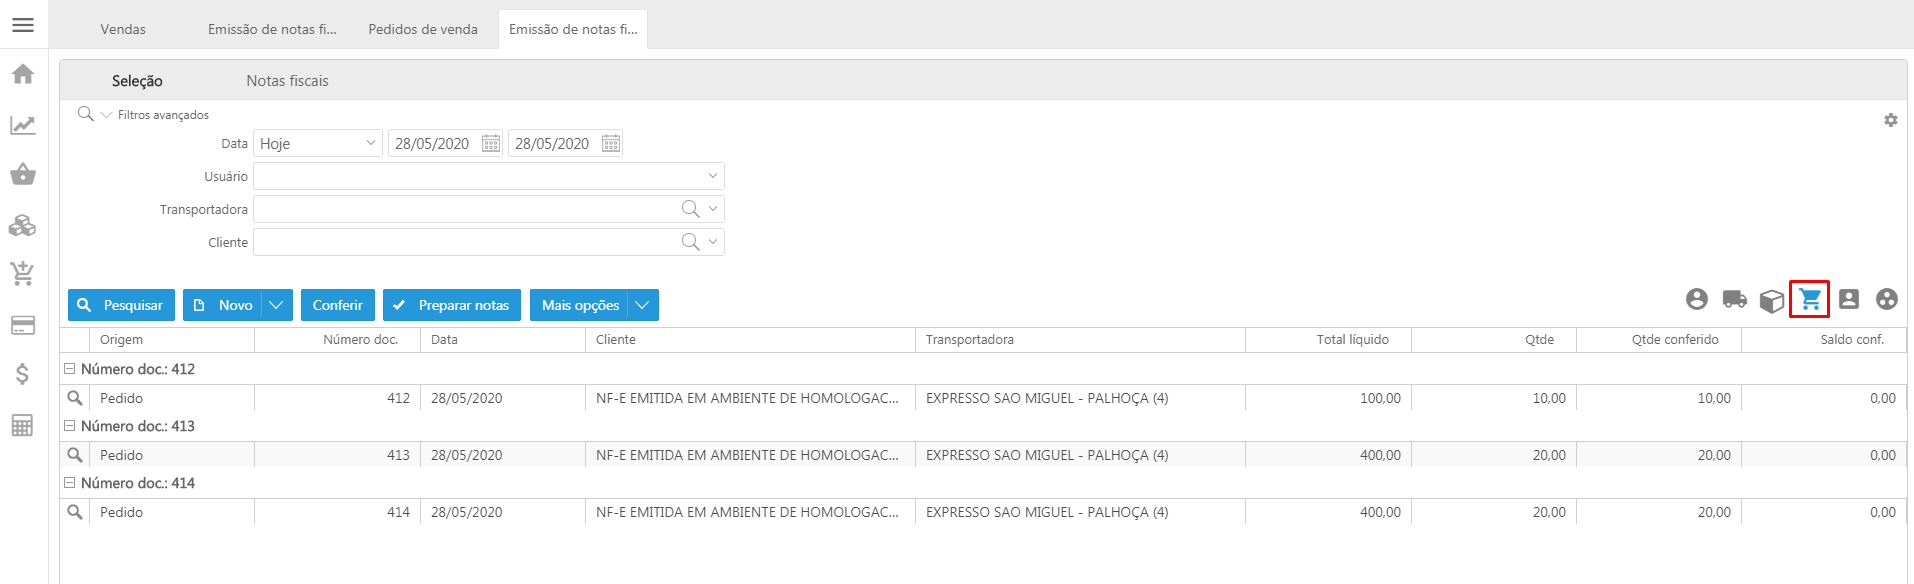 Vendas
Emissão de notas fi...
Pedidos de venda
Emissão de notas fi...
Seleção
Notas fiscais
Filtros avançados
Data Hoje 28/05/2020 28/05/2020
Usuário
Transportadora
Cliente
Pesquisar Novo Conferir Preparar notas Mais opções
Origem Número doc. Data Cliente Transportadora Total líquido Qtde Qtde conferido Saldo conf.
Número doc.: 412
Pedido 412 28/05/2020 NF-E EMITIDA EM AMBIENTE DE HOMOLOGAC... EXPRESSO SAO MIGUEL - PALHOÇA (4) 100,00 10,00 10,00 0,00
Número doc.: 413
Pedido 413 28/05/2020 NF-E EMITIDA EM AMBIENTE DE HOMOLOGAC... EXPRESSO SAO MIGUEL - PALHOÇA (4) 400,00 20,00 20,00 0,00
Número doc.: 414
Pedido 414 28/05/2020 NF-E EMITIDA EM AMBIENTE DE HOMOLOGAC... EXPRESSO SAO MIGUEL - PALHOÇA (4) 400,00 20,00 20,00 0,00